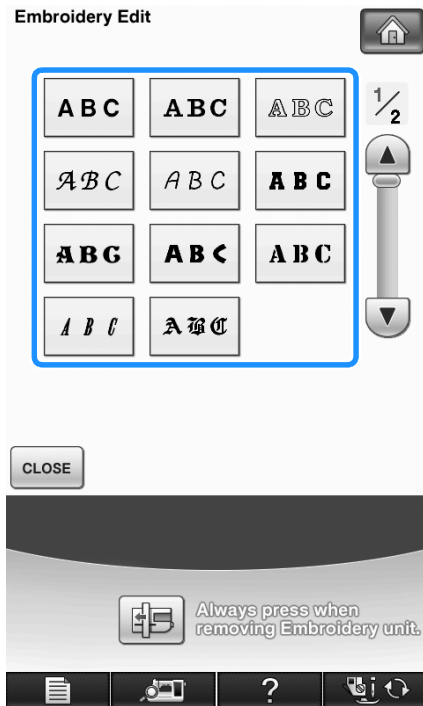 Embroidery Edit
1/2
ABC ABC ABC
ABC ABC ABC
ABC ABC ABC
ABC ABC
CLOSE
Always press when
removing Embroidery unit.
?